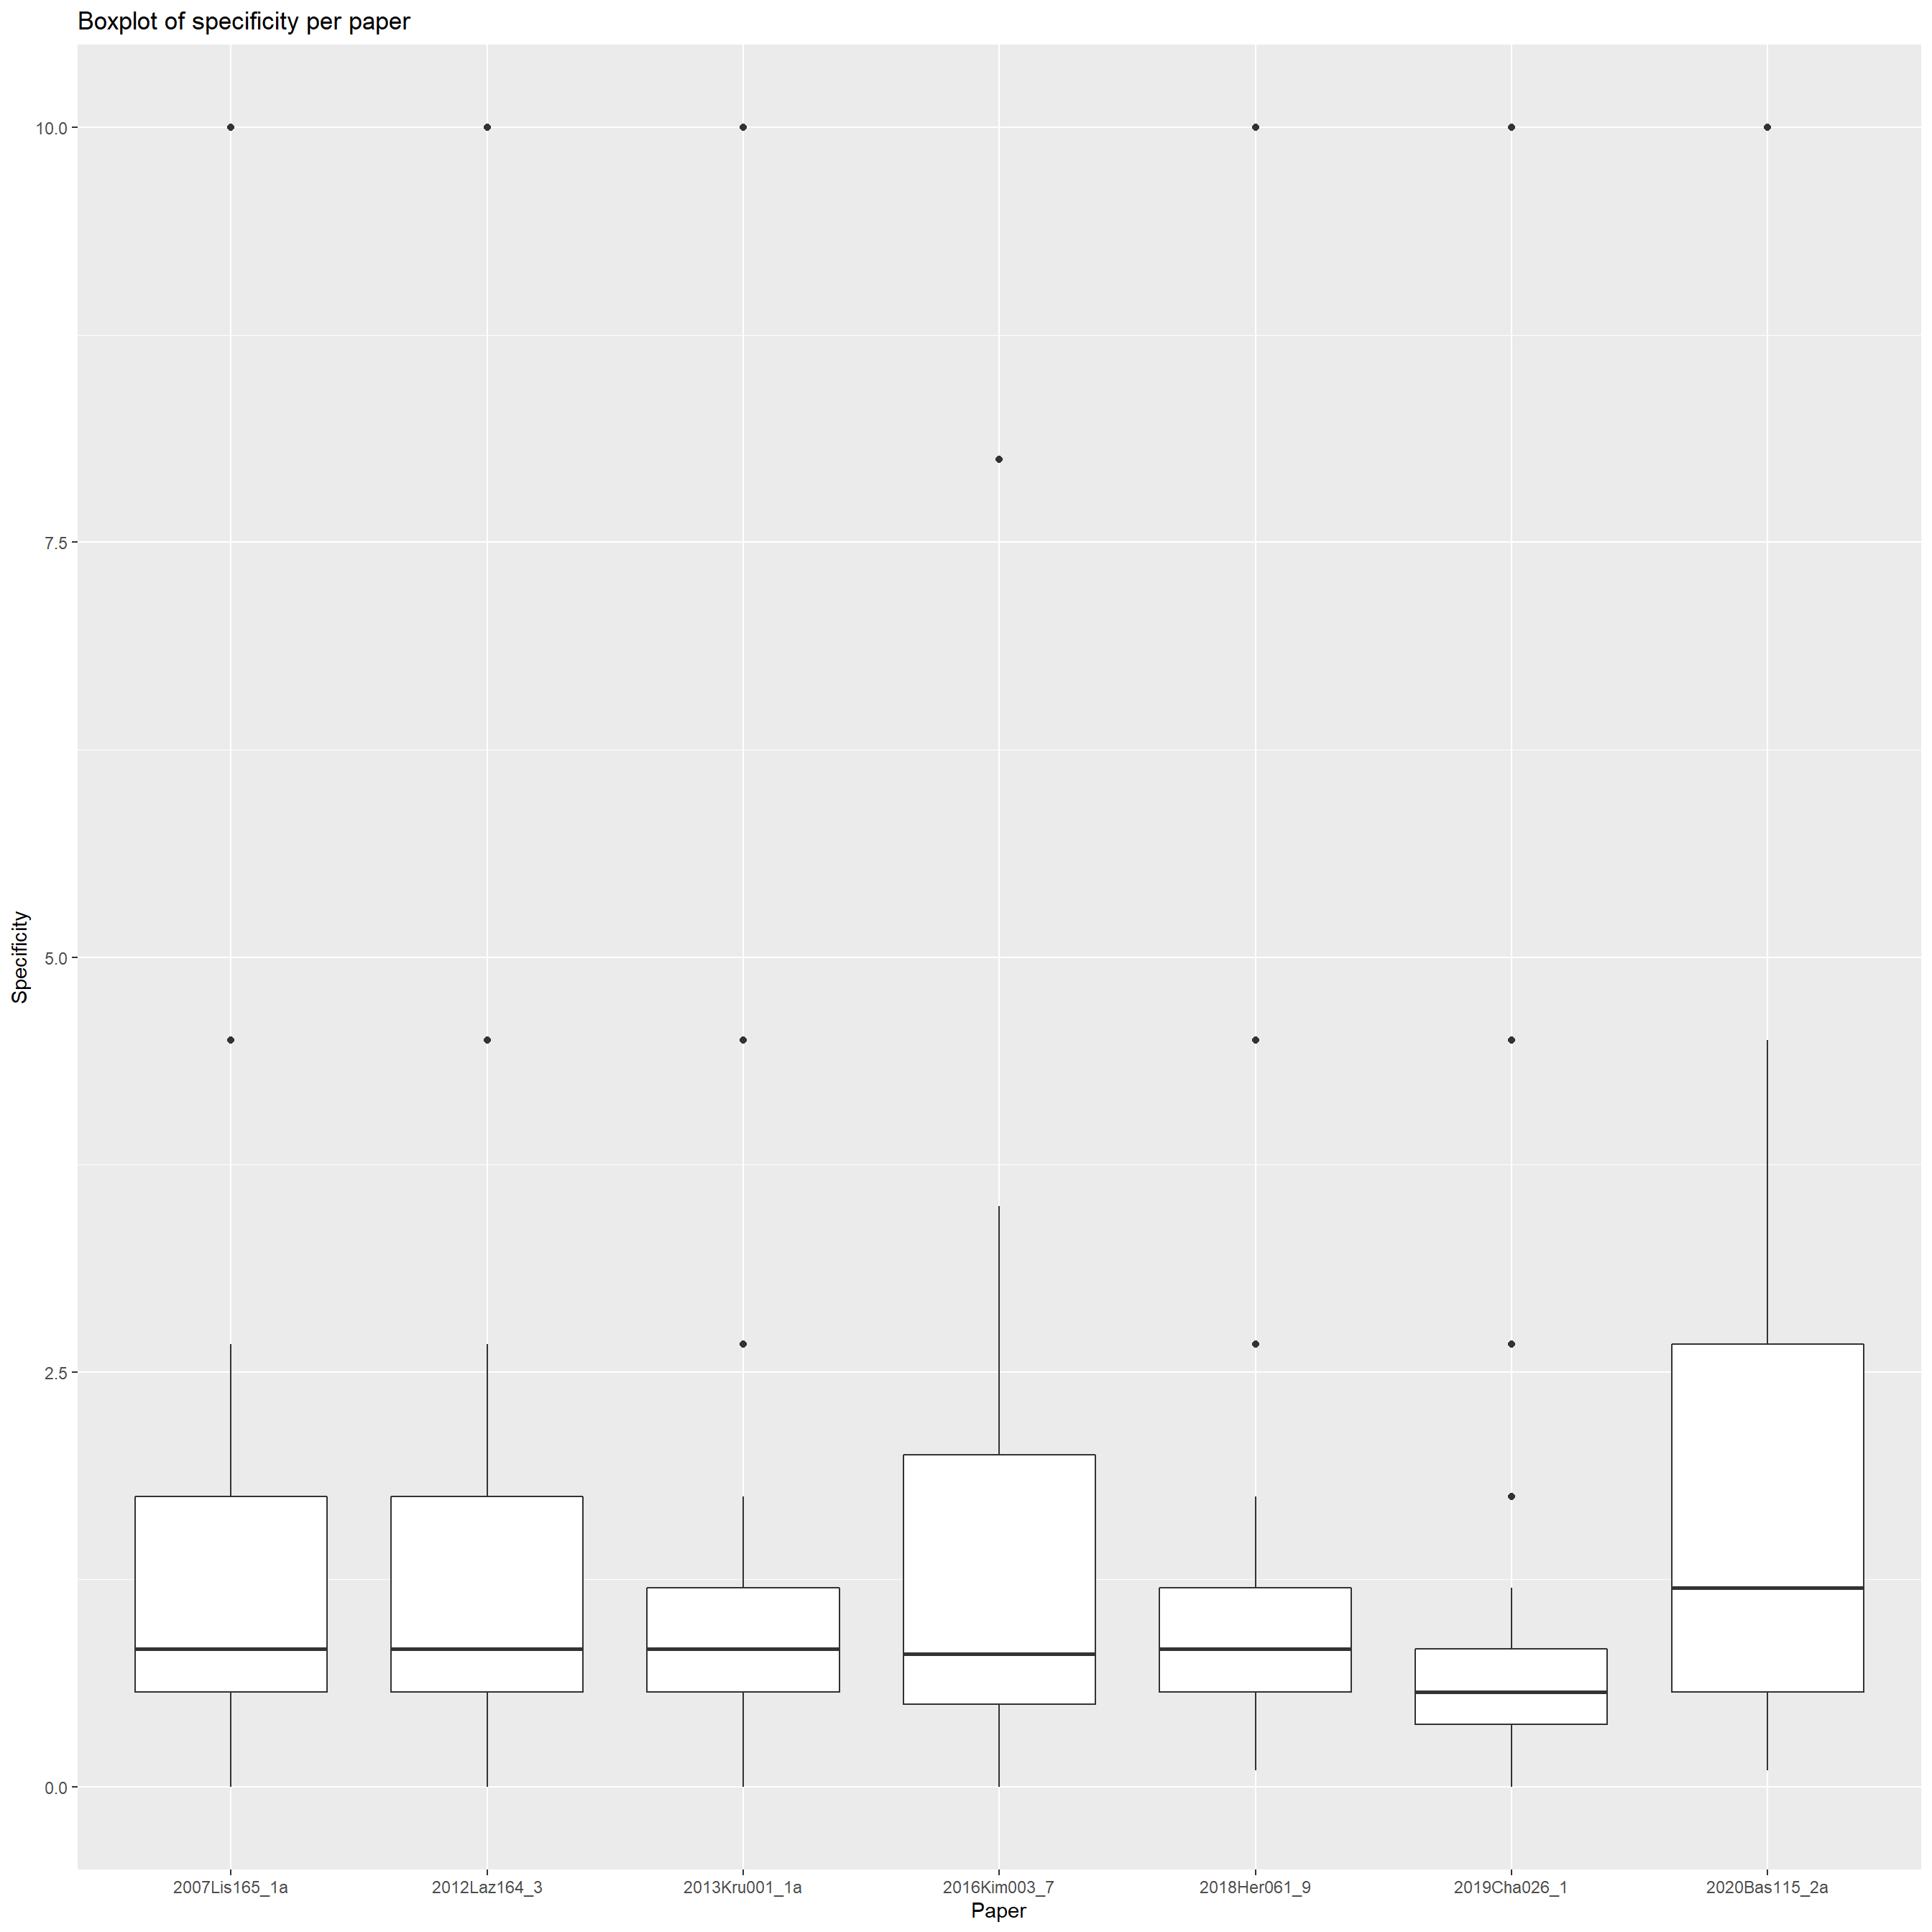 Boxplot of specificity per paper
10.0
7.5
5.0
2.5
0.0
Specificity
2007Lis165_1a
2012Laz164_3
2013Kru001_1a
2016Kim003_7
2018Her061_9
2019Cha026_1
2020Bas115_2a
Paper